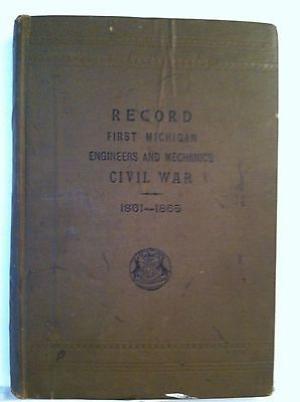 RECORD
FIRST MICHIGAN
ENGINEERS AND MECHANICS
CIVIL WAR
1861–1865